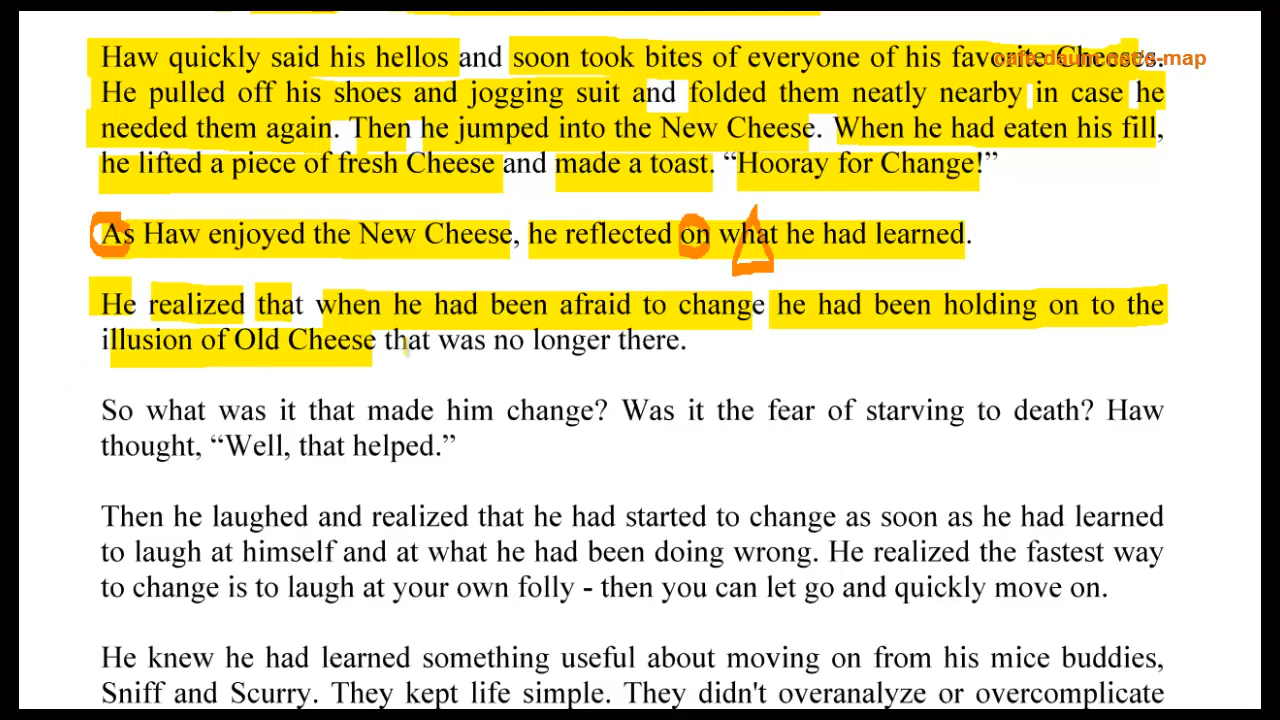 Haw quickly said his hellos and soon took bites of everyone of his favorite Cheeses.
cafe.daum.net/s-map
He pulled off his shoes and jogging suit and folded them neatly nearby in case he
needed them again. Then he jumped into the New Cheese. When he had eaten his fill,
he lifted a piece of fresh Cheese and made a toast. “Hooray for Change!”
As Haw enjoyed the New Cheese, he reflected on what he had learned.
He realized that when he had been afraid to change he had been holding on to the
illusion of Old Cheese that was no longer there.
So what was it that made him change? Was it the fear of starving to death? Haw
thought, “Well, that helped.”
Then he laughed and realized that he had started to change as soon as he had learned
to laugh at himself and at what he had been doing wrong. He realized the fastest way
to change is to laugh at your own folly - then you can let go and quickly move on.
He knew he had learned something useful about moving on from his mice buddies,
Sniff and Scurry. They kept life simple. They didn't overanalyze or overcomplicate